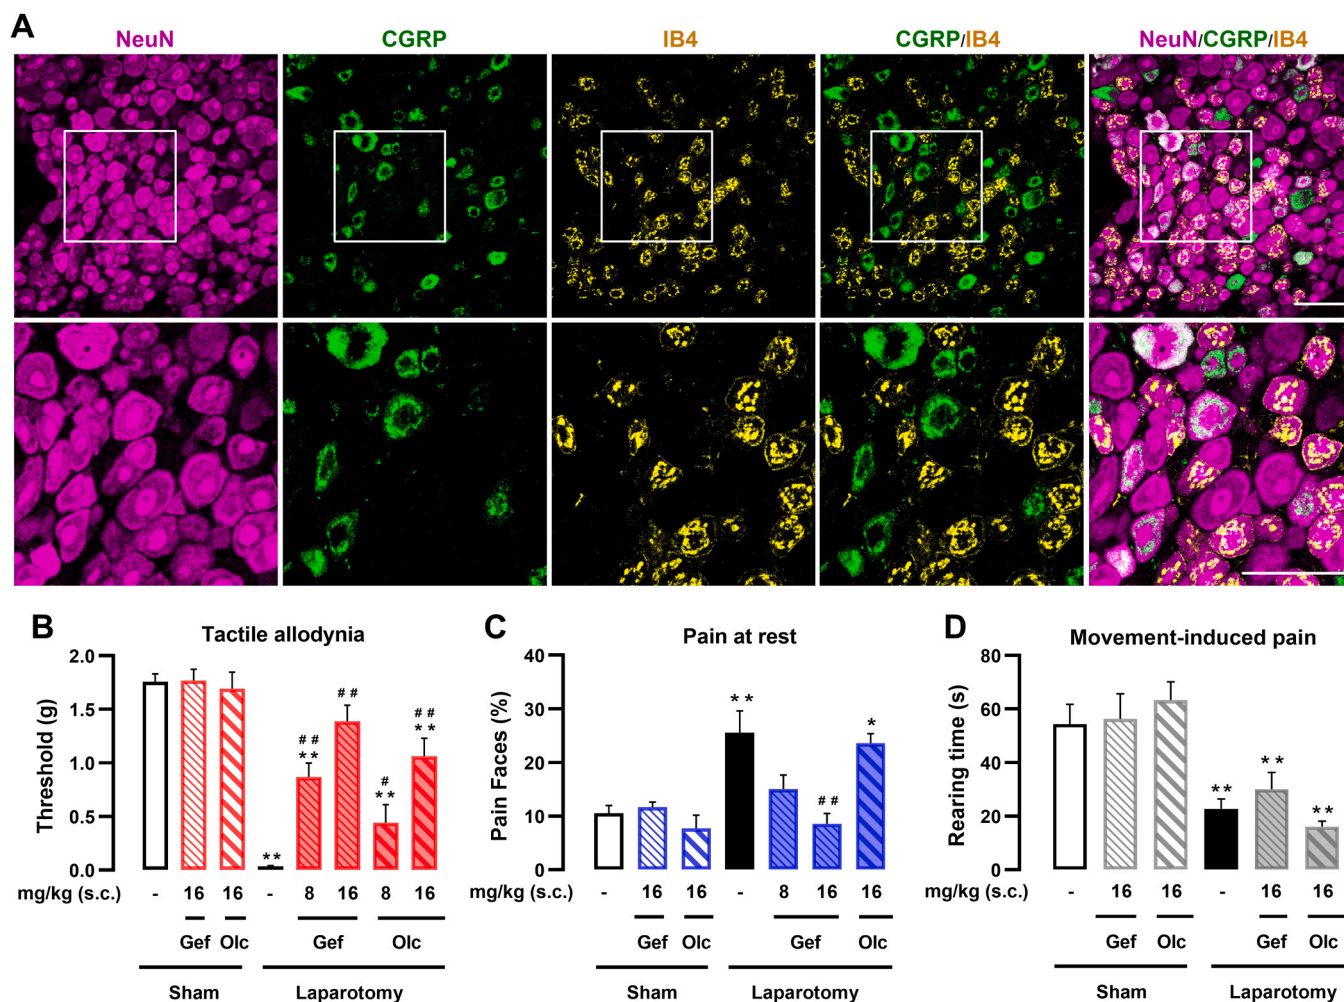 A
NeuN CGRP IB4 CGRP/IB4 NeuN/CGRP/IB4
B Tactile allodynia
Threshold (g)
2.0
1.5
1.0
0.5
0.0
**
##
**
##
#
**
##
**
mg/kg (s.c.) - 16 16 - 8 16 8 16
Gef Olc Gef Olc
Sham Laparotomy
C Pain at rest
Pain Faces (%)
40
30
20
10
0
**
##
*
mg/kg (s.c.) - 16 16 - 8 16 16
Gef Olc Gef Olc
Sham Laparotomy
D Movement-induced pain
Rearing time (s)
80
60
40
20
0
**
**
**
mg/kg (s.c.) - 16 16 - 16 16
Gef Olc Gef Olc
Sham Laparotomy